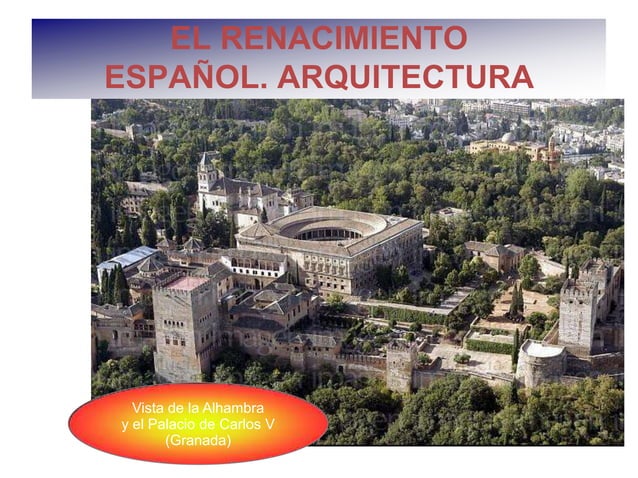 EL RENACIMIENTO
ESPAÑOL. ARQUITECTURA
Vista de la Alhambra
y el Palacio de Carlos V
(Granada)